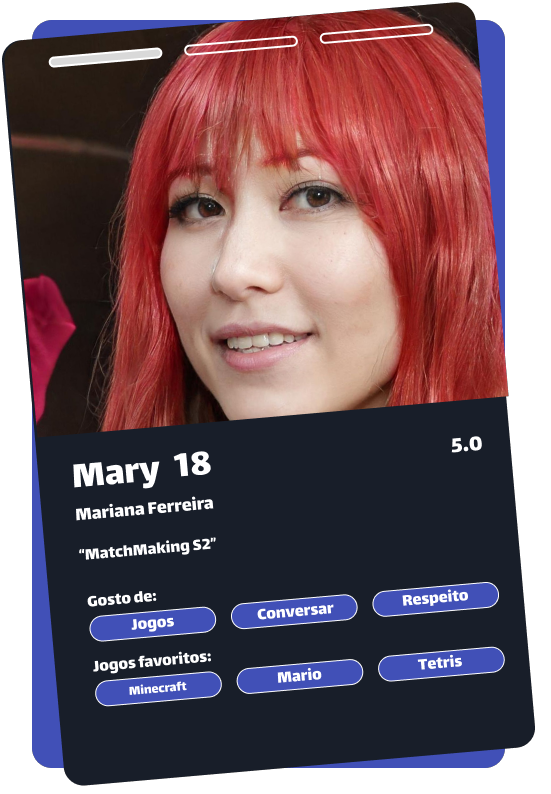 Mary 18
5.0
Mariana Ferreira
“MatchMaking S2”
Gosto de:
Jogos Conversar Respeito
Jogos favoritos:
Minecraft Mario Tetris